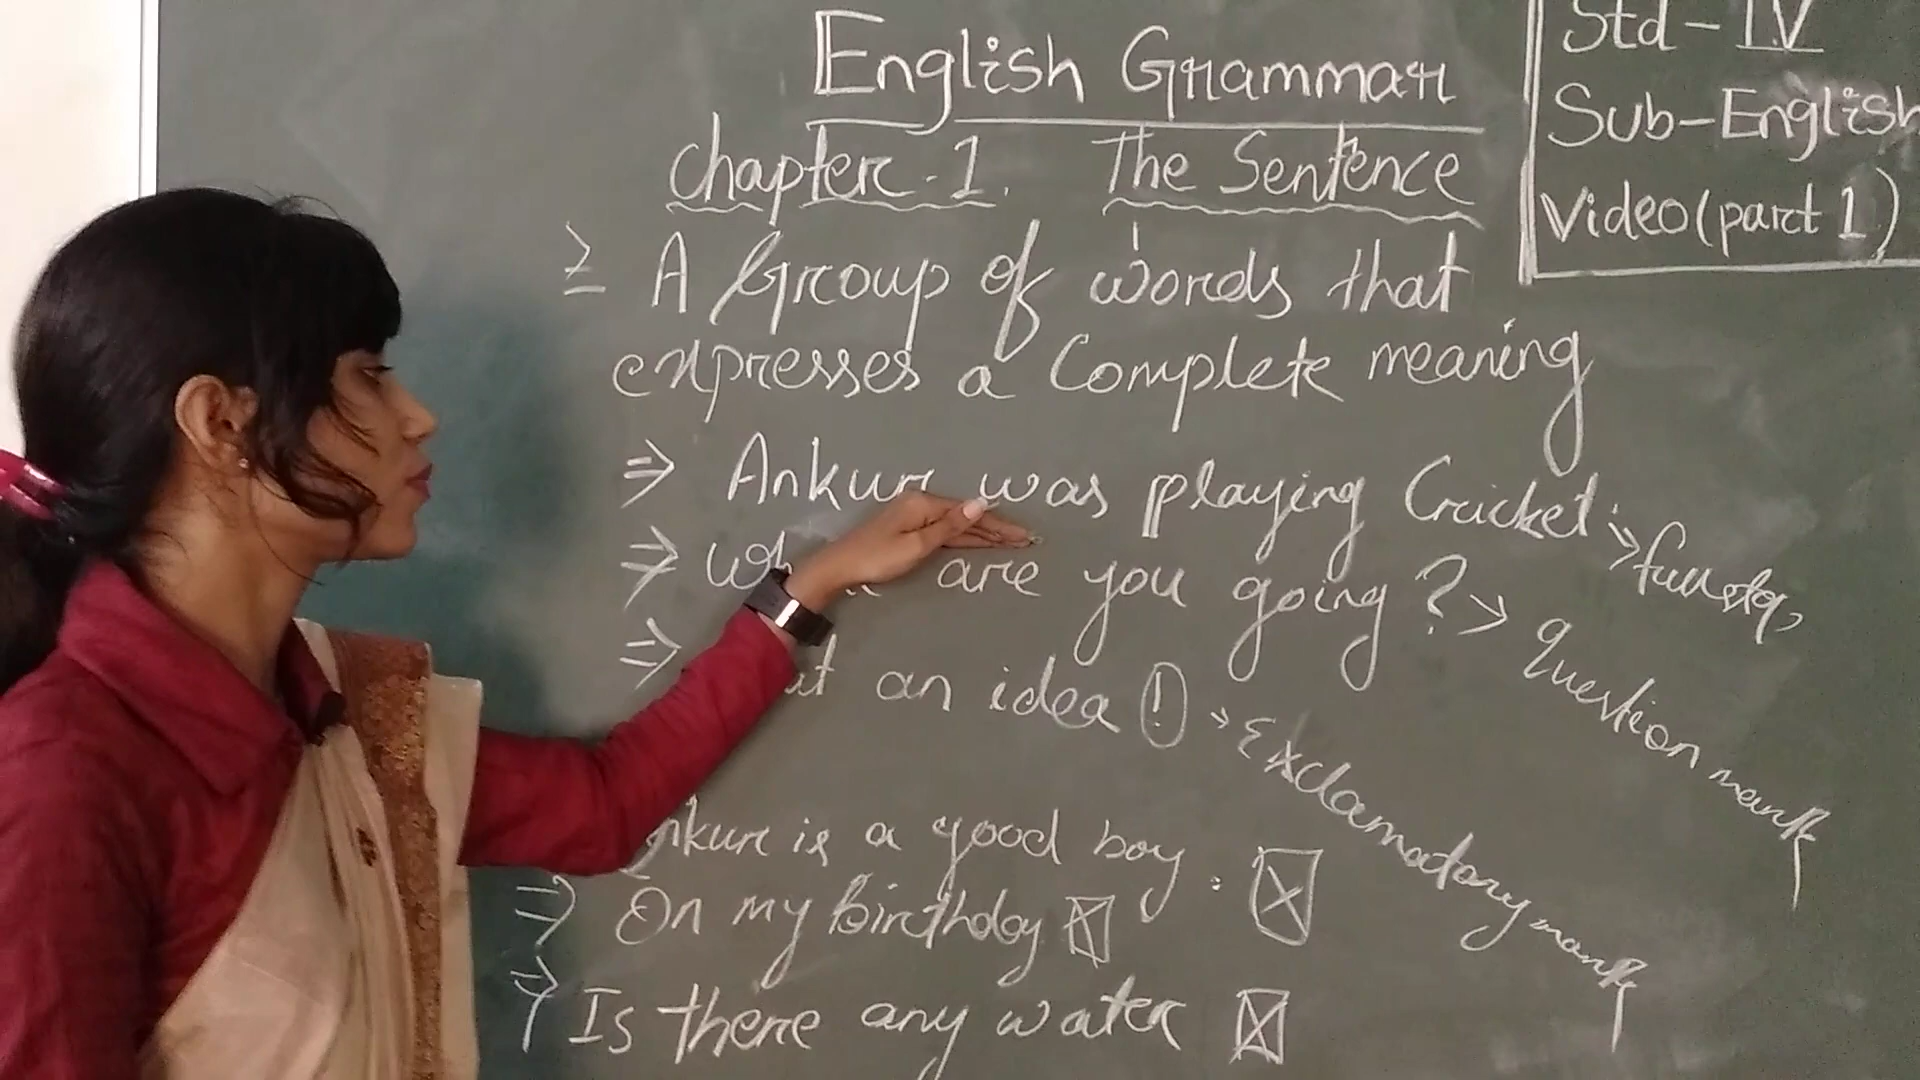 English Grammar
Chapter-1. The Sentence
Std - IV
Sub-English
Video (part 1)
A Group of words that
expresses a Complete meaning
⇒ Ankur was playing Cricket. > fullstop
⇒ are you going? > Question mark
⇒ an idea! > Exclamatory mark
Ankur is a good boy.
⇒ On my birthday
⇒ Is there any water